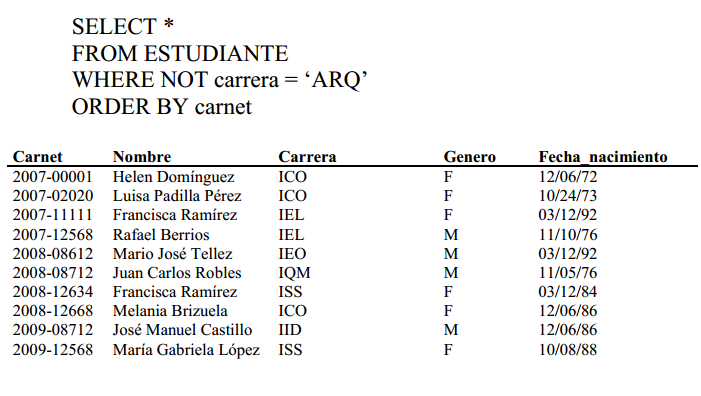 SELECT *
FROM ESTUDIANTE
WHERE NOT carrera = ‘ARQ’
ORDER BY carnet
Carnet Nombre Carrera Genero Fecha_nacimiento
2007-00001 Helen Domínguez ICO F 12/06/72
2007-02020 Luisa Padilla Pérez ICO F 10/24/73
2007-11111 Francisca Ramírez IEL F 03/12/92
2007-12568 Rafael Berrios IEL M 11/10/76
2008-08612 Mario José Tellez IEO M 03/12/92
2008-08712 Juan Carlos Robles IQM M 11/05/76
2008-12634 Francisca Ramírez ISS F 03/12/84
2008-12668 Melania Brizuela ICO F 12/06/86
2009-08712 José Manuel Castillo IID M 12/06/86
2009-12568 María Gabriela López ISS F 10/08/88